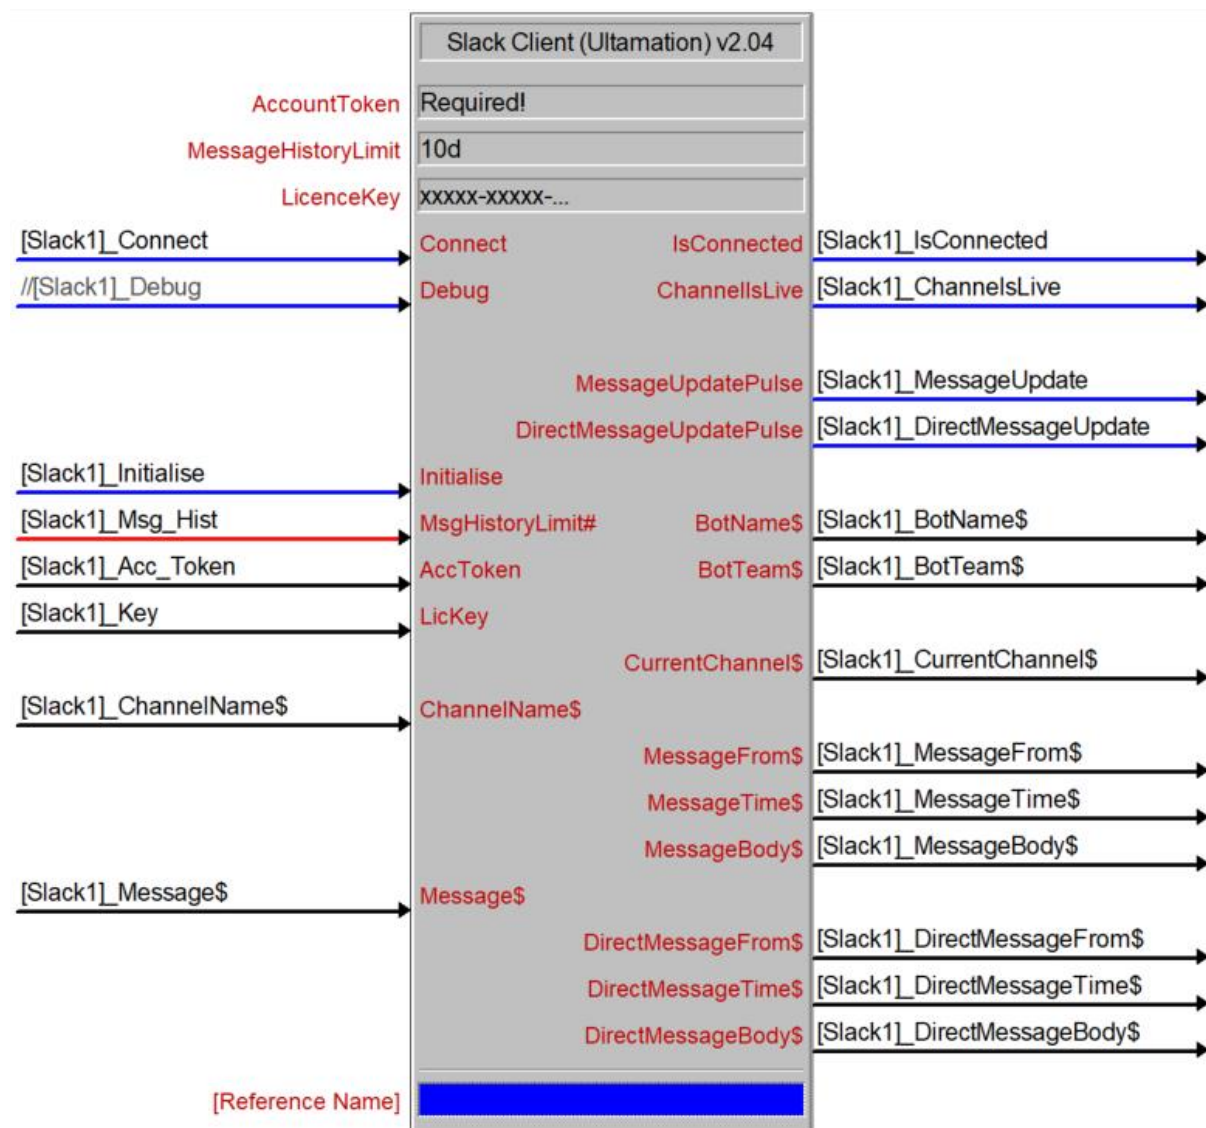 Slack Client (Ultamation) v2.04
AccountToken Required!
MessageHistoryLimit 10d
LicenceKey xxxxx-xxxxx-...
[Slack1]_Connect Connect IsConnected [Slack1]_IsConnected
//[Slack1]_Debug Debug ChannelIsLive [Slack1]_ChannelsLive
MessageUpdatePulse [Slack1]_MessageUpdate
DirectMessageUpdatePulse [Slack1]_DirectMessageUpdate
[Slack1]_Initialise Initialise
[Slack1]_Msg_Hist MsgHistoryLimit# BotName$ [Slack1]_BotName$
[Slack1]_Acc_Token AccToken BotTeam$ [Slack1]_BotTeam$
[Slack1]_Key LicKey
CurrentChannel$ [Slack1]_CurrentChannel$
[Slack1]_ChannelName$ ChannelName$
MessageFrom$ [Slack1]_MessageFrom$
MessageTime$ [Slack1]_MessageTime$
MessageBody$ [Slack1]_MessageBody$
[Slack1]_Message$ Message$
DirectMessageFrom$ [Slack1]_DirectMessageFrom$
DirectMessageTime$ [Slack1]_DirectMessageTime$
DirectMessageBody$ [Slack1]_DirectMessageBody$
[Reference Name]